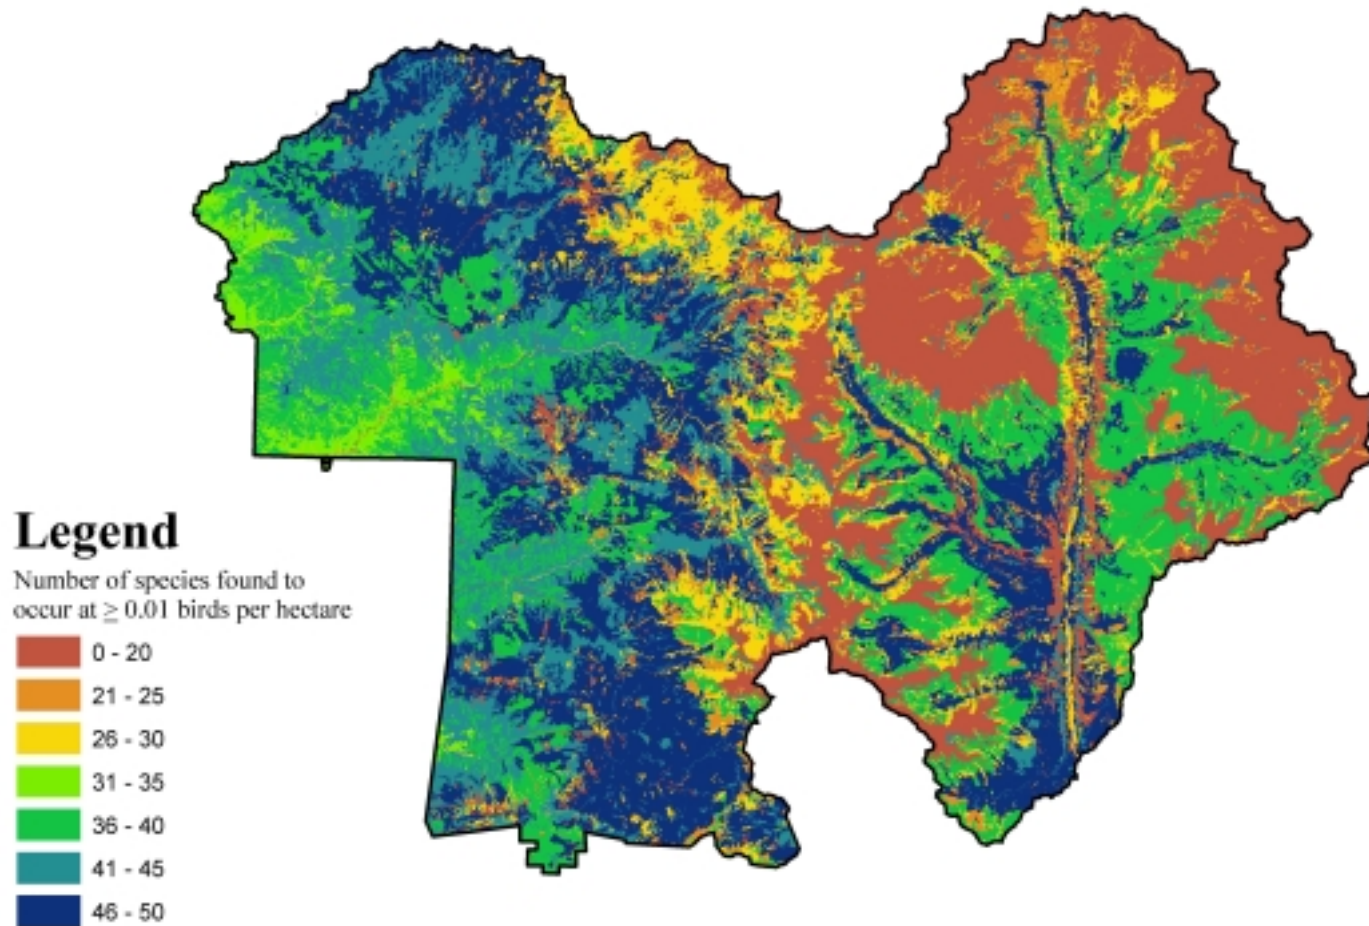 Legend
Number of species found to
occur at ≥ 0.01 birds per hectare
0 - 20
21 - 25
26 - 30
31 - 35
36 - 40
41 - 45
46 - 50